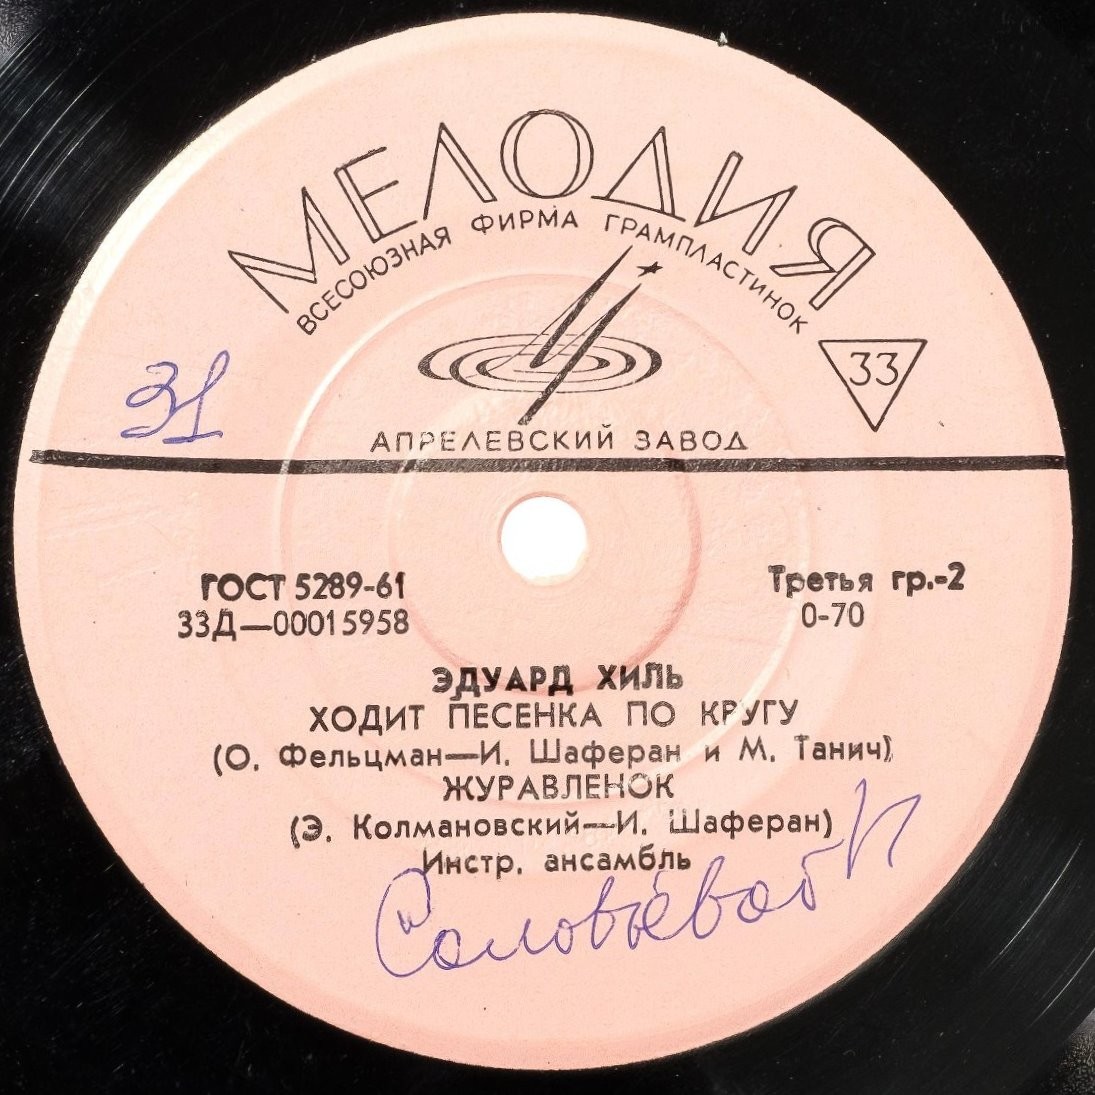 МЕЛОДИЯ
ВСЕСОЮЗНАЯ ФИРМА ГРАМПЛАСТИНОК
33
31
АПРЕЛЕВСКИЙ ЗАВОД
ГОСТ 5289-61
Третья гр.-2
33Д—00015958
0-70
ЭДУАРД ХИЛЬ
ХОДИТ ПЕСЕНКА ПО КРУГУ
(О. Фельцман—И. Шаферан и М. Танич)
ЖУРАВЛЕНОК
(Э. Колмановский—И. Шаферан)
Инстр. ансамбль
Соловьёвой